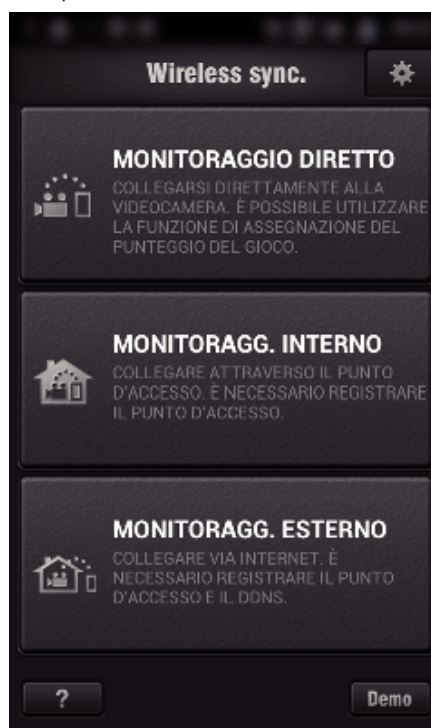 Wireless sync.
MONITORAGGIO DIRETTO
COLLEGARSI DIRETTAMENTE ALLA
VIDEOCAMERA. È POSSIBILE UTILIZZARE
LA FUNZIONE DI ASSEGNAZIONE DEL
PUNTEGGIO DEL GIOCO.
MONITORAGG. INTERNO
COLLEGARE ATTRAVERSO IL PUNTO
D'ACCESSO. È NECESSARIO REGISTRARE
IL PUNTO D'ACCESSO.
MONITORAGG. ESTERNO
COLLEGARE VIA INTERNET. È
NECESSARIO REGISTRARE IL PUNTO
D'ACCESSO E IL DDNS.
?
Demo